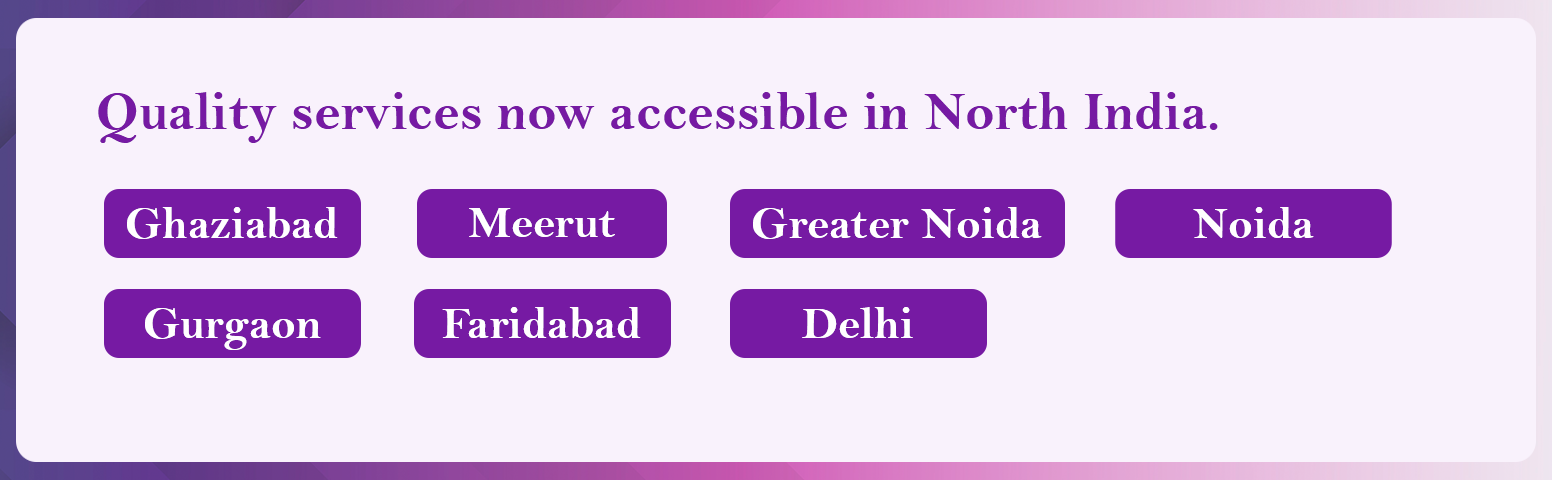 Quality services now accessible in North India.
Ghaziabad Meerut Greater Noida Noida
Gurgaon Faridabad Delhi